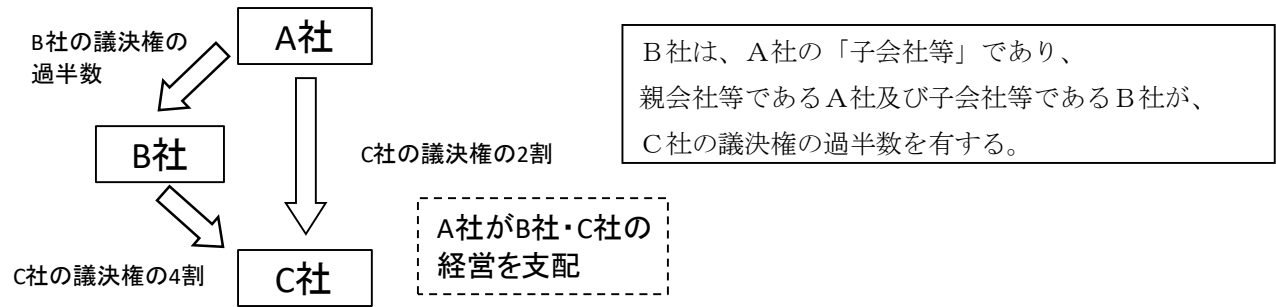 B社の議決権の
過半数
A社
B社は、A社の「子会社等」であり、
親会社等であるA社及び子会社等であるB社が、
C社の議決権の過半数を有する。
B社
C社の議決権の2割
A社がB社・C社の
経営を支配
C社の議決権の4割
C社